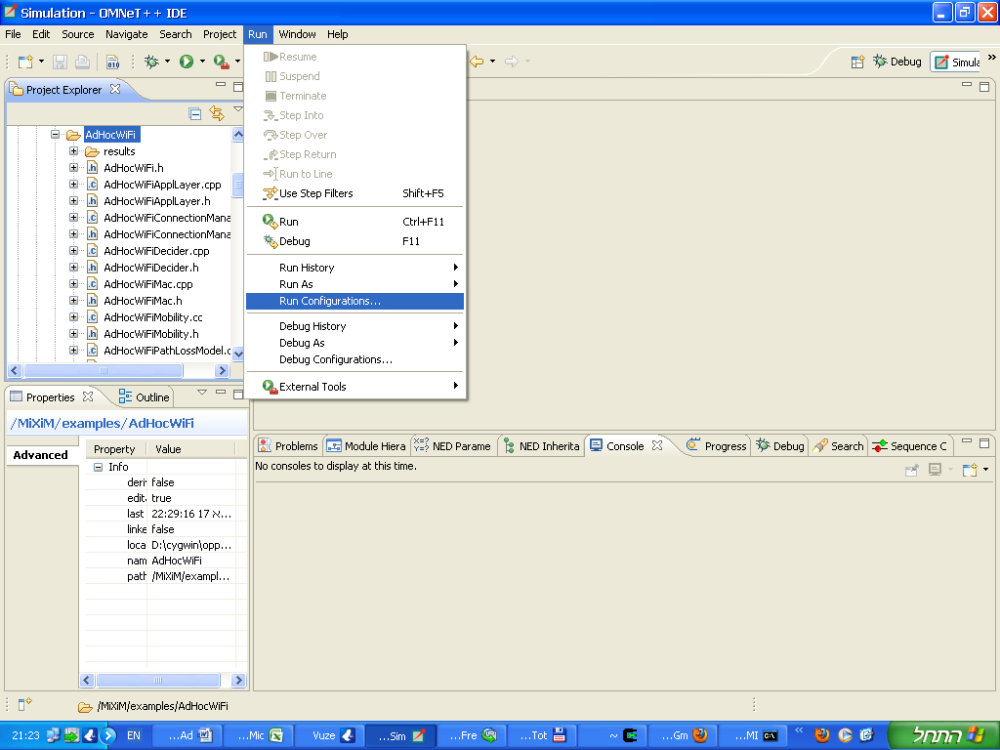 Simulation - OMNeT++ IDE
File Edit Source Navigate Search Project Run Window Help
Debug Simula
Project Explorer
AdHocWiFi
results
AdHocWiFi.h
AdHocWiFiApplLayer.cpp
AdHocWiFiApplLayer.h
AdHocWiFiConnectionMana
AdHocWiFiConnectionMana
AdHocWiFiDecider.cpp
AdHocWiFiDecider.h
AdHocWiFiMac.cpp
AdHocWiFiMac.h
AdHocWiFiMobility.cc
AdHocWiFiMobility.h
AdHocWiFiPathLossModel.c
Resume
Suspend
Terminate
Step Into
Step Over
Step Return
Run to Line
Use Step Filters Shift+F5
Run Ctrl+F11
Debug F11
Run History
Run As
Run Configurations...
Debug History
Debug As
Debug Configurations...
External Tools
Properties Outline
/MiXiM/examples/AdHocWiFi
Advanced
Property Value
Info
deri false
edit. true
last 22:29:16 17 א...
linke false
loca D:\cygwin\opp...
nam AdHocWiFi
path /MiXiM/exampl...
Problems Module Hiera NED Parame NED Inherita Console Progress Debug Search Sequence C
No consoles to display at this time.
/MiXiM/examples/AdHocWiFi
21:23 EN ...Ad ...Mic Vuze ...Sim ...Fre ...Tot ~ ...Gm ...MI התחל